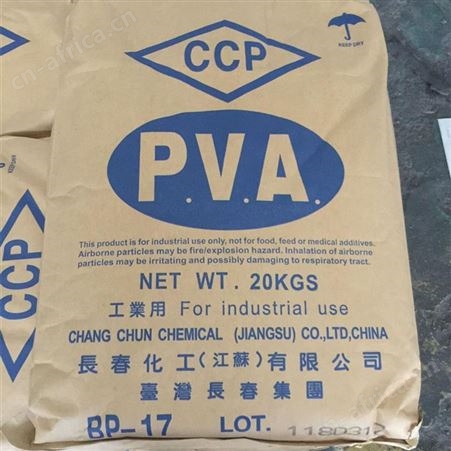 CCP
KEEP DRY
P.V.A.
This product is for industrial use only, not for food, feed or medical additives.
Airborne particles may be fire/explosion hazard. Inhalation of airborne
particles may be irritating and possibly damaging to respiratory tract.
NET WT. 20KGS
工業用 For industrial use
CHANG CHUN CHEMICAL (JIANGSU) CO.,LTD,CHINA
長春化工(江蘇)有限公司
臺灣長春集團
BP-17 LOT. 1180312
CCP